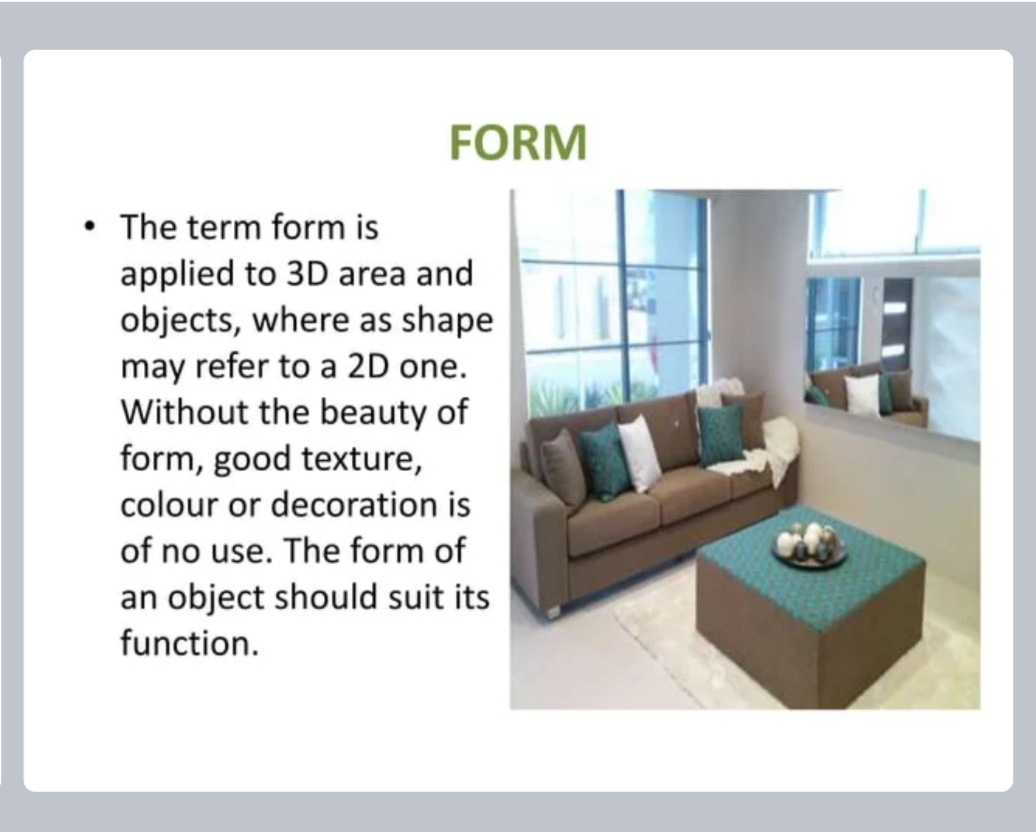 FORM
• The term form is
applied to 3D area and
objects, where as shape
may refer to a 2D one.
Without the beauty of
form, good texture,
colour or decoration is
of no use. The form of
an object should suit its
function.